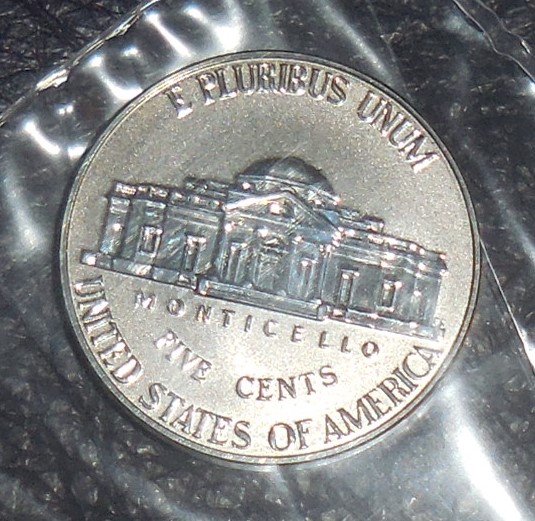 E PLURIBUS UNUM
MONTICELLO
FIVE CENTS
UNITED STATES OF AMERICA